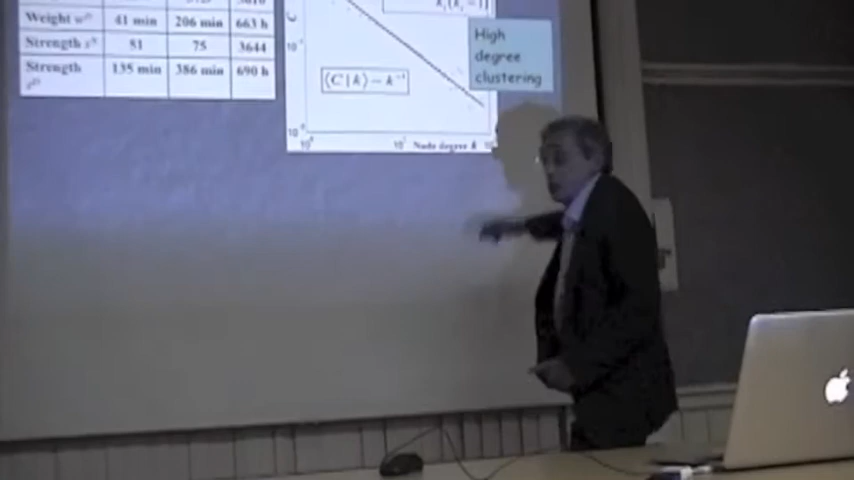 Weight w 41 min 206 min 663 h
Strength s 51 75 3644
Strength 135 min 386 min 690 h
C
⟨C | k⟩ ~ k⁻¹
Node degree k
High
degree
clustering